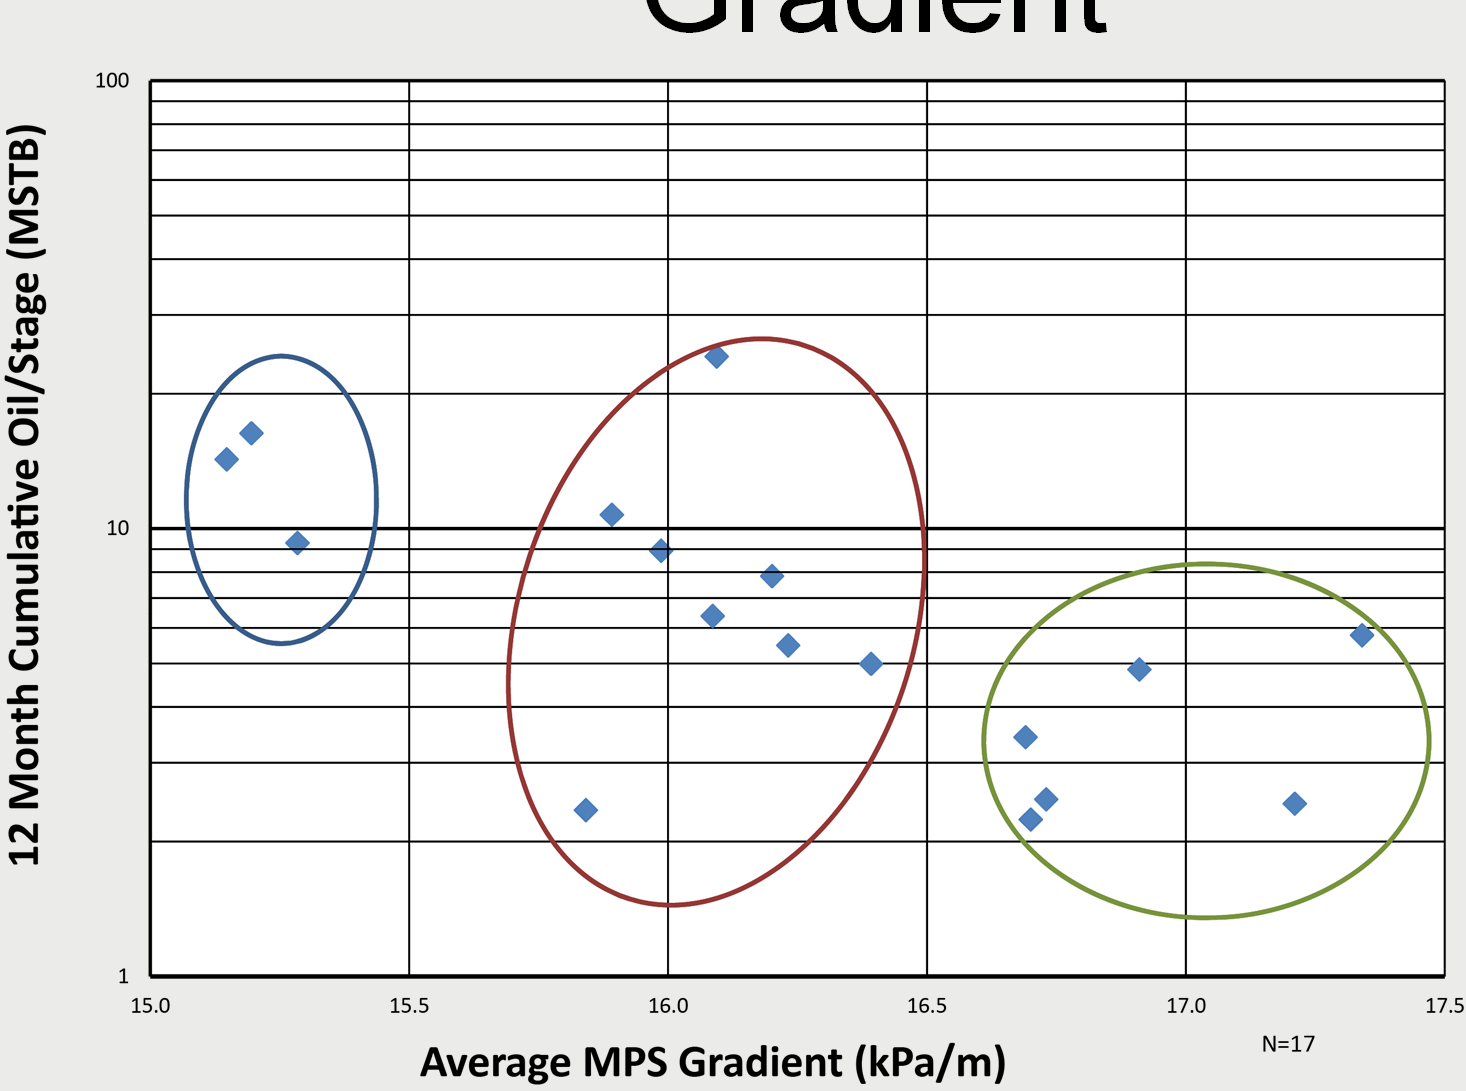 Gradient
12 Month Cumulative Oil/Stage (MSTB)
100
10
1
15.0 15.5 16.0 16.5 17.0 17.5
Average MPS Gradient (kPa/m)
N=17